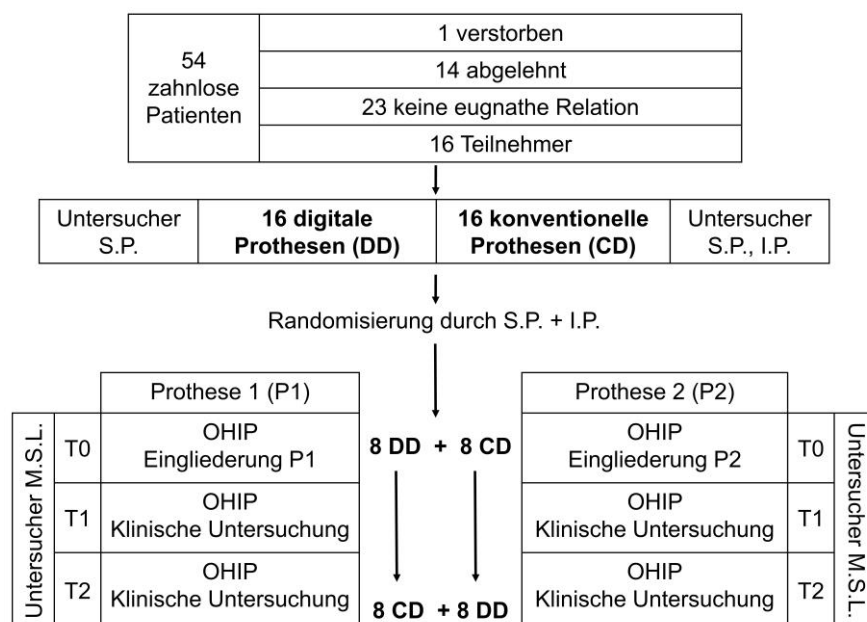 54
zahnlose
Patienten
1 verstorben
14 abgelehnt
23 keine eugnathe Relation
16 Teilnehmer
Untersucher
S.P.
16 digitale
Prothesen (DD)
16 konventionelle
Prothesen (CD)
Untersucher
S.P., I.P.
Randomisierung durch S.P. + I.P.
Untersucher M.S.L.
Prothese 1 (P1)
T0
OHIP
Eingliederung P1
T1
OHIP
Klinische Untersuchung
T2
OHIP
Klinische Untersuchung
8 DD + 8 CD
8 CD + 8 DD
Prothese 2 (P2)
OHIP
Eingliederung P2
T0
OHIP
Klinische Untersuchung
T1
OHIP
Klinische Untersuchung
T2
Untersucher M.S.L.